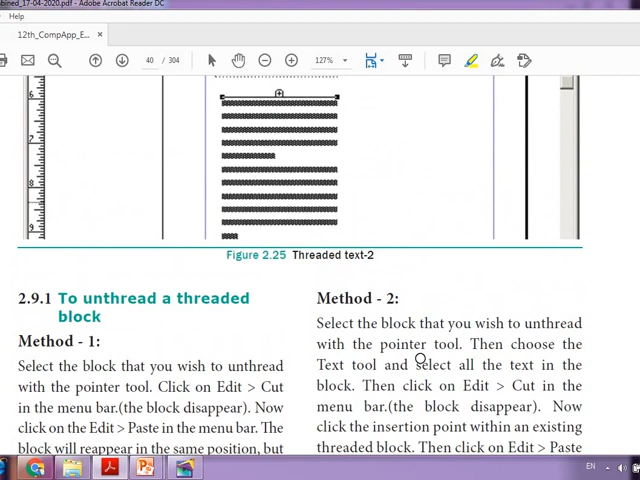 bined_17-04-2020.pdf - Adobe Acrobat Reader DC
Help
12th_CompApp_E... ×
40 / 304 127%
6
7
8
9
Figure 2.25 Threaded text-2
2.9.1 To unthread a threaded
block
Method - 1:
Select the block that you wish to unthread
with the pointer tool. Click on Edit > Cut
in the menu bar.(the block disappear). Now
click on the Edit > Paste in the menu bar. The
block will reappear in the same position, but
Method - 2:
Select the block that you wish to unthread
with the pointer tool. Then choose the
Text tool and select all the text in the
block. Then click on Edit > Cut in the
menu bar.(the block disappear). Now
click the insertion point within an existing
threaded block. Then click on Edit > Paste
EN